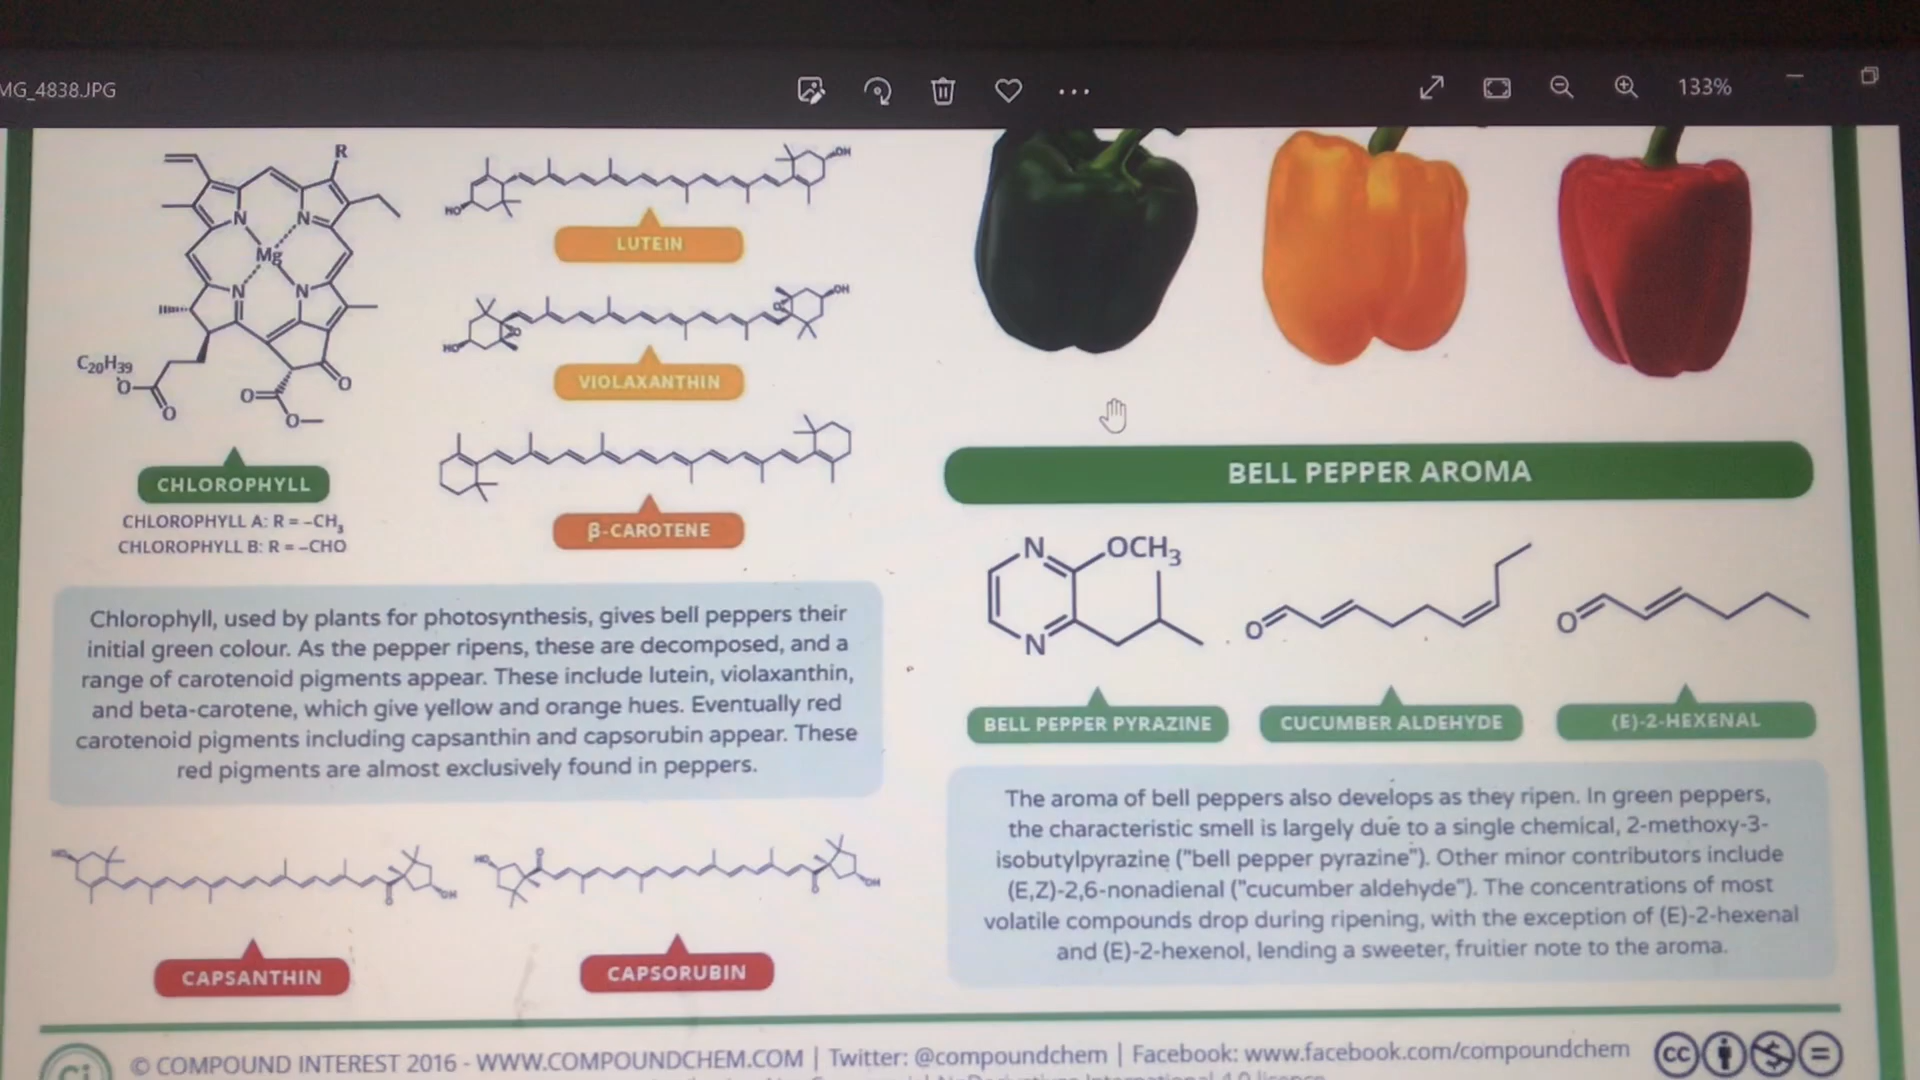 MG_4838.JPG
133%
R
N
N
Mg
N
N
C20H39
O
O
O
O
O
CHLOROPHYLL
CHLOROPHYLL A: R = –CH3
CHLOROPHYLL B: R = –CHO
OH
HO
LUTEIN
OH
O
O
HO
VIOLAXANTHIN
β-CAROTENE
Chlorophyll, used by plants for photosynthesis, gives bell peppers their
initial green colour. As the pepper ripens, these are decomposed, and a
range of carotenoid pigments appear. These include lutein, violaxanthin,
and beta-carotene, which give yellow and orange hues. Eventually red
carotenoid pigments including capsanthin and capsorubin appear. These
red pigments are almost exclusively found in peppers.
HO
O
OH
CAPSANTHIN
HO
O
O
OH
CAPSORUBIN
BELL PEPPER AROMA
N
OCH3
N
BELL PEPPER PYRAZINE
O
CUCUMBER ALDEHYDE
O
(E)-2-HEXENAL
The aroma of bell peppers also develops as they ripen. In green peppers,
the characteristic smell is largely due to a single chemical, 2-methoxy-3-
isobutylpyrazine ("bell pepper pyrazine"). Other minor contributors include
(E,Z)-2,6-nonadienal ("cucumber aldehyde"). The concentrations of most
volatile compounds drop during ripening, with the exception of (E)-2-hexenal
and (E)-2-hexenol, lending a sweeter, fruitier note to the aroma.
Ci
© COMPOUND INTEREST 2016 - WWW.COMPOUNDCHEM.COM | Twitter: @compoundchem | Facebook: www.facebook.com/compoundchem
cc